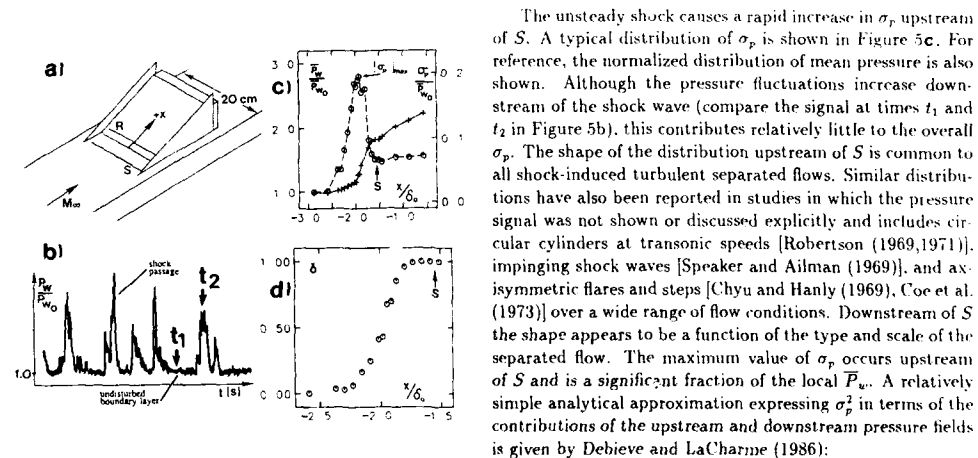 a)
20 cm
R
+x
S
M∞
b)
P̅w
P̅w₀
shock
passage
t₂
t₁
1.0
undisturbed
boundary layer
t [s]
c)
3 0
P̅w
P̅w₀
|σp|max
σp
P̅w₀
0 2
2 0
0 1
1 0
S
x/δ₀
0 0
-3 0
-2 0
-1 0
0 0
d)
1 00
S
0 50
0 00
x/δ₀
-2 5
-2 0
-1 5
The unsteady shock causes a rapid increase in σp upstream
of S. A typical distribution of σp is shown in Figure 5c. For
reference, the normalized distribution of mean pressure is also
shown. Although the pressure fluctuations increase down-
stream of the shock wave (compare the signal at times t₁ and
t₂ in Figure 5b), this contributes relatively little to the overall
σp. The shape of the distribution upstream of S is common to
all shock-induced turbulent separated flows. Similar distribu-
tions have also been reported in studies in which the pressure
signal was not shown or discussed explicitly and includes cir-
cular cylinders at transonic speeds [Robertson (1969,1971)],
impinging shock waves [Speaker and Ailman (1969)], and ax-
isymmetric flares and steps [Chyu and Hanly (1969), Coe et al.
(1973)] over a wide range of flow conditions. Downstream of S
the shape appears to be a function of the type and scale of the
separated flow. The maximum value of σp occurs upstream
of S and is a significant fraction of the local P̅w. A relatively
simple analytical approximation expressing σp² in terms of the
contributions of the upstream and downstream pressure fields
is given by Debieve and LaCharme (1986):